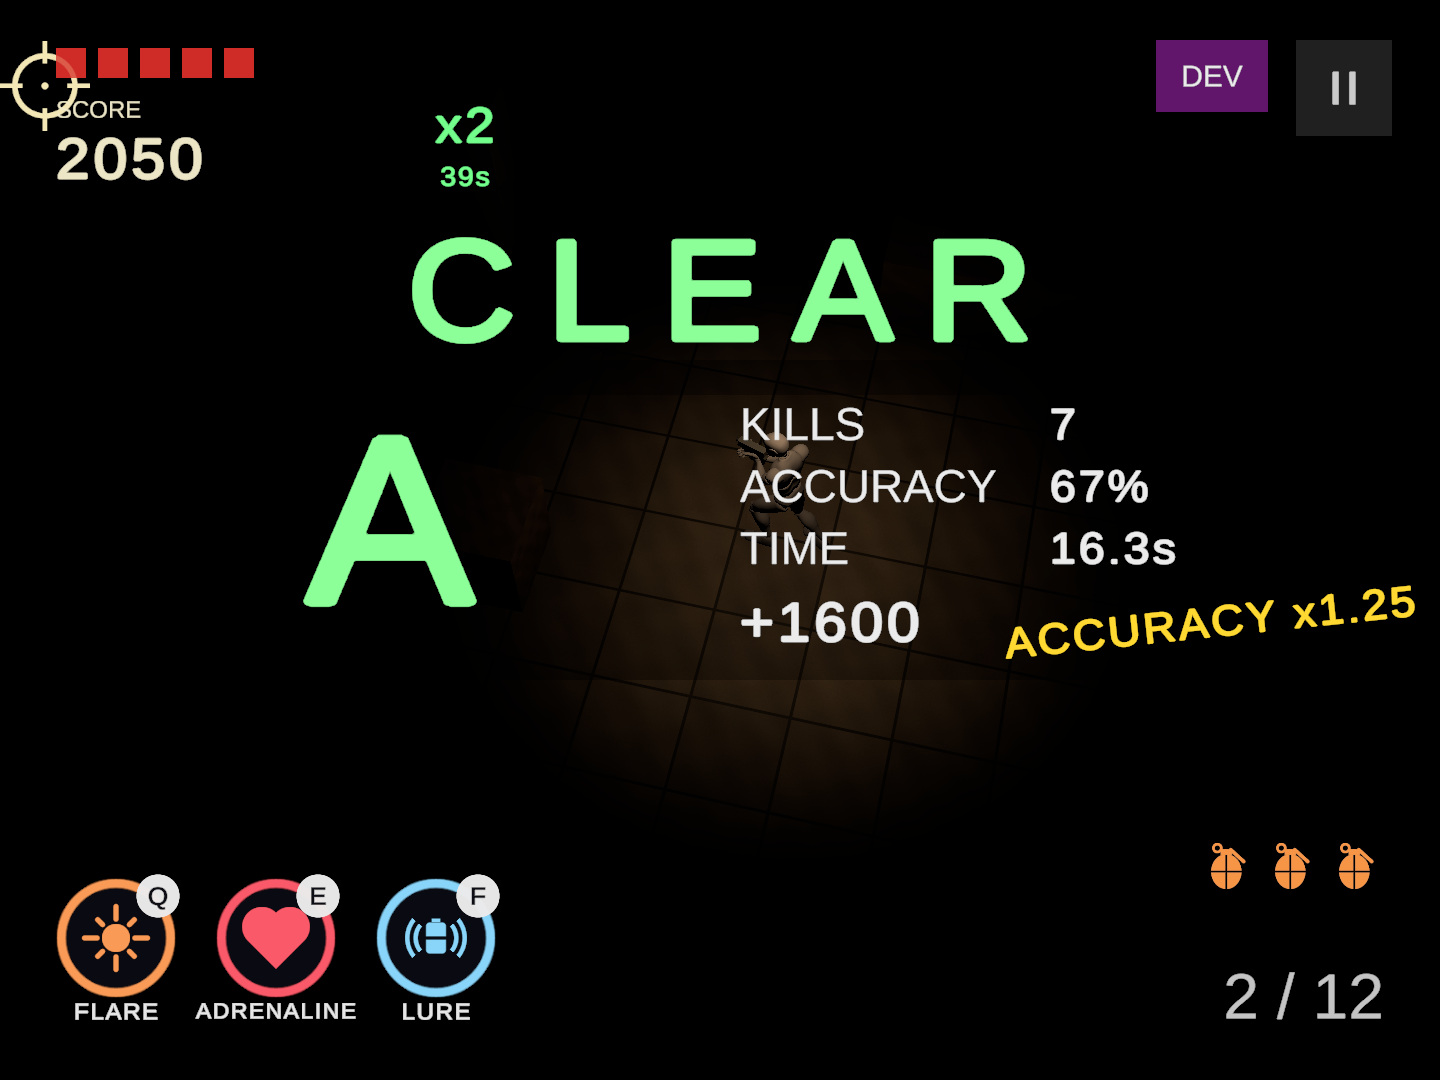 SCORE
2050
x2
39s
DEV
CLEAR
A
KILLS 7
ACCURACY 67%
TIME 16.3s
+1600
ACCURACY x1.25
Q
E
F
FLARE
ADRENALINE
LURE
2 / 12